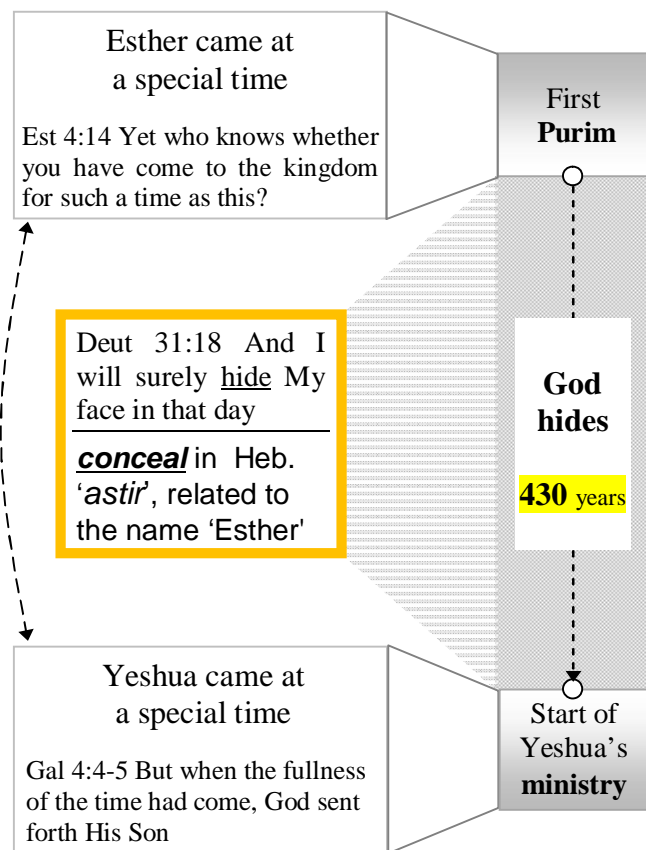 Esther came at
a special time
Est 4:14 Yet who knows whether
you have come to the kingdom
for such a time as this?
First
Purim
Deut 31:18 And I
will surely hide My
face in that day
conceal in Heb.
‘astir’, related to
the name ‘Esther'
God
hides
430 years
Yeshua came at
a special time
Gal 4:4-5 But when the fullness
of the time had come, God sent
forth His Son
Start of
Yeshua’s
ministry